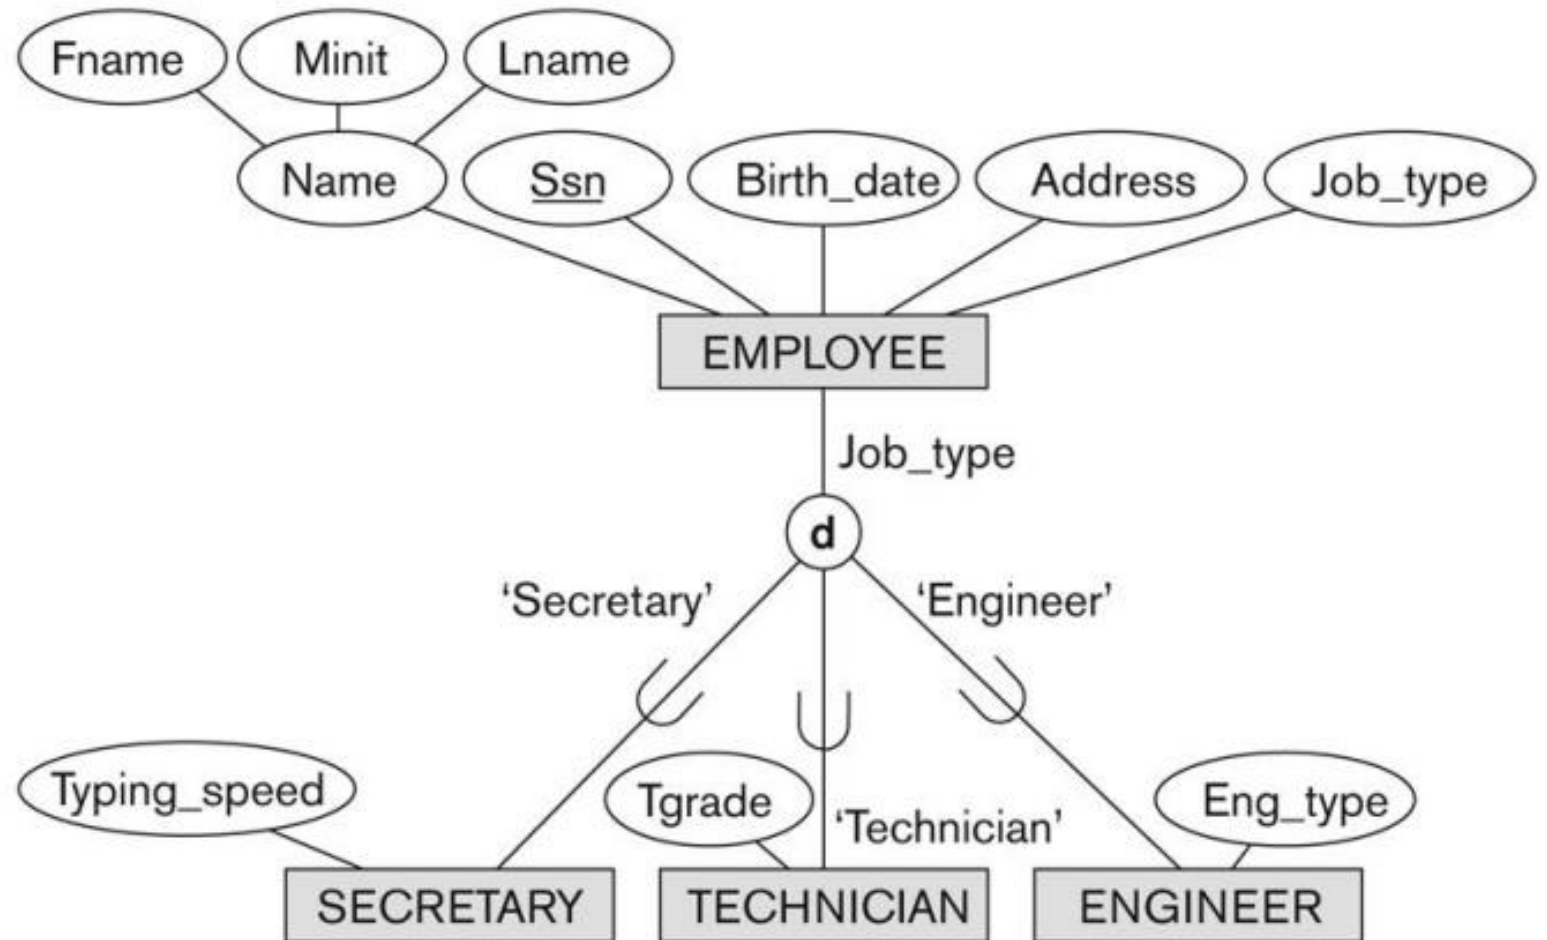 Fname Minit Lname
Name Ssn Birth_date Address Job_type
EMPLOYEE
Job_type
d
‘Secretary’ ‘Engineer’
Typing_speed Tgrade Eng_type
‘Technician’
SECRETARY TECHNICIAN ENGINEER